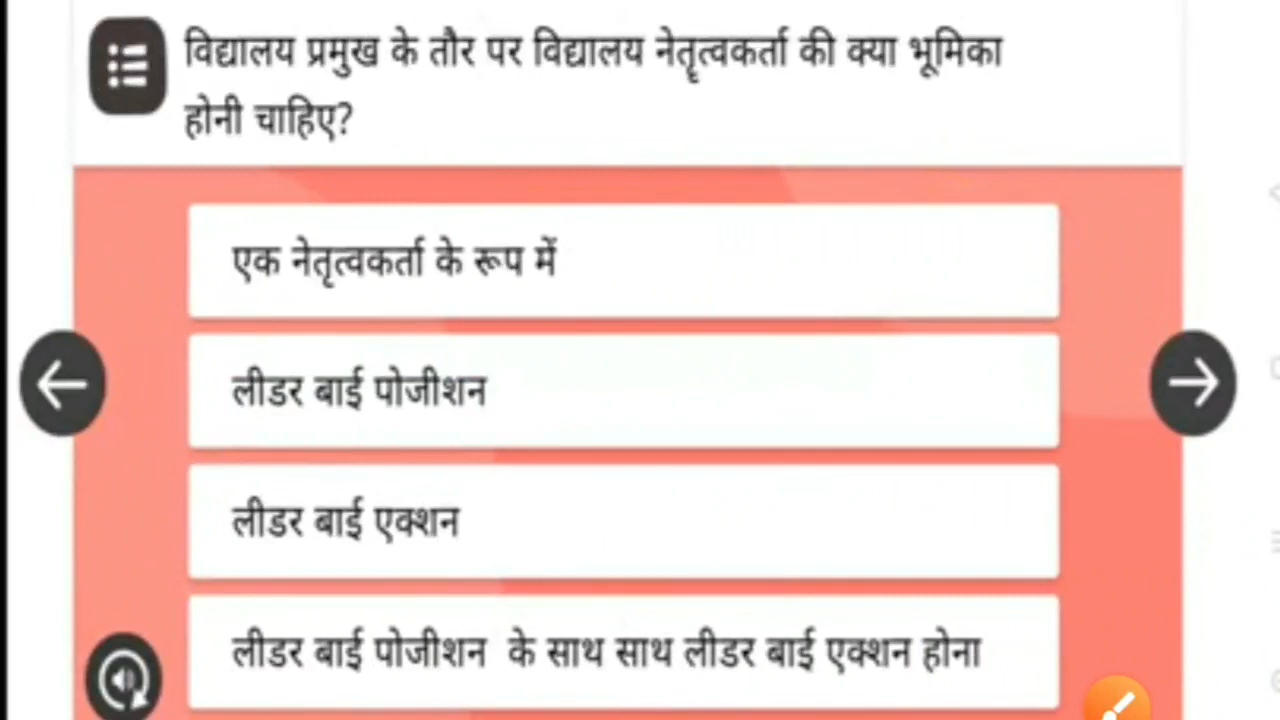 विद्यालय प्रमुख के तौर पर विद्यालय नेतृत्वकर्ता की क्या भूमिका
होनी चाहिए?
एक नेतृत्वकर्ता के रूप में
लीडर बाई पोजीशन
लीडर बाई एक्शन
लीडर बाई पोजीशन के साथ साथ लीडर बाई एक्शन होना